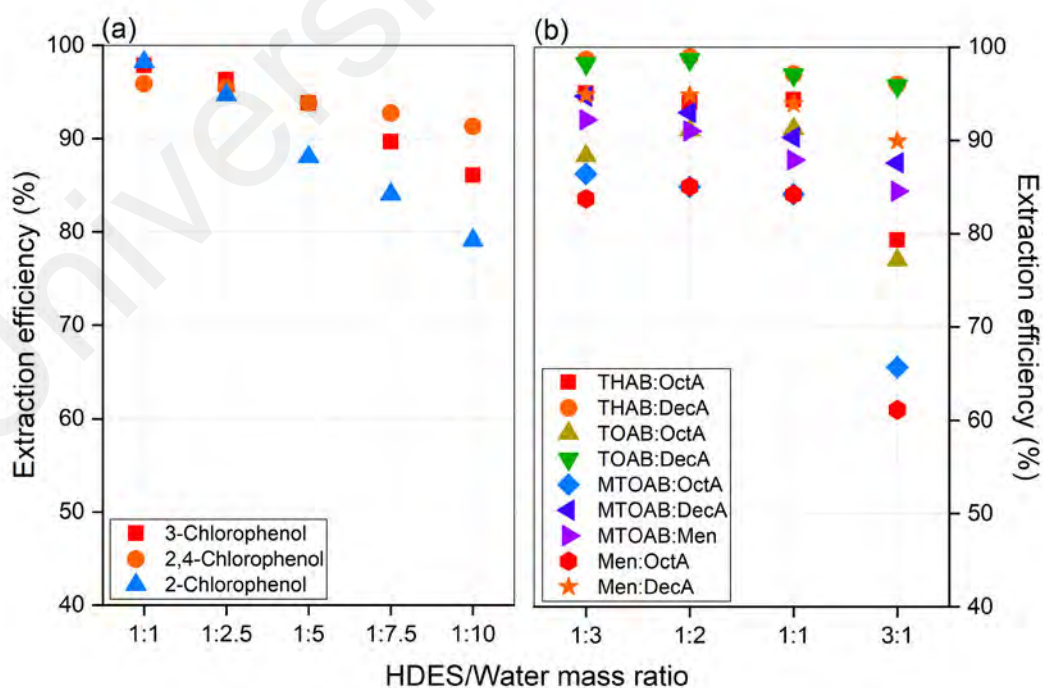 (a)
(b)
100
90
80
70
60
50
40
Extraction efficiency (%)
3-Chlorophenol
2,4-Chlorophenol
2-Chlorophenol
1:1
1:2.5
1:5
1:7.5
1:10
THAB:OctA
THAB:DecA
TOAB:OctA
TOAB:DecA
MTOAB:OctA
MTOAB:DecA
MTOAB:Men
Men:OctA
Men:DecA
1:3
1:2
1:1
3:1
100
90
80
70
60
50
40
Extraction efficiency (%)
HDES/Water mass ratio
Univer